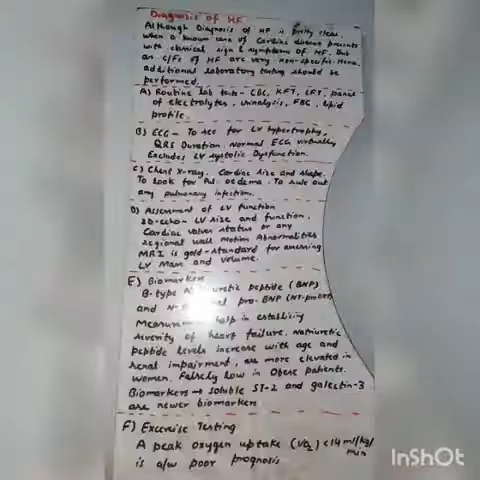 Diagnosis of HF
Although Diagnosis of HF is pretty clear
when a known case of Cardiac disease presents
with classical sign & symptoms of HF. But
as c/Fs of HF are very non-specific. Hence
additional laboratory testing should be
performed.
A) Routine lab tests - CBC, KFT, LFT, panel
of electrolytes, urinalysis, FBG, lipid
profile.
B) ECG - To see for LV hypertrophy,
QRS Duration. Normal ECG virtually
Excludes LV systolic Dysfunction.
C) Chest X-ray. Cardiac size and shape.
To look for Pul. oedema. To rule out
any pulmonary infection.
D) Assessment of LV function
2D-echo - LV size and function.
Cardiac valves status or any
regional wall Motion Abnormalities
MRI is gold-standard for assessing
LV Mass and volume.
E) Biomarkers
B-type peptide (BNP)
and pro-BNP
help in establising
severity of heart failure. Natriuretic
peptide levels increase with age and
renal impairment, are more elevated in
women. Falsely low in Obese patients.
Biomarkers → soluble ST-2 and galectin-3
are newer biomarkers
F) Excercise Testing
A peak oxygen uptake (VO2) <14 ml/kg/
min
is a/w poor prognosis
InShOt